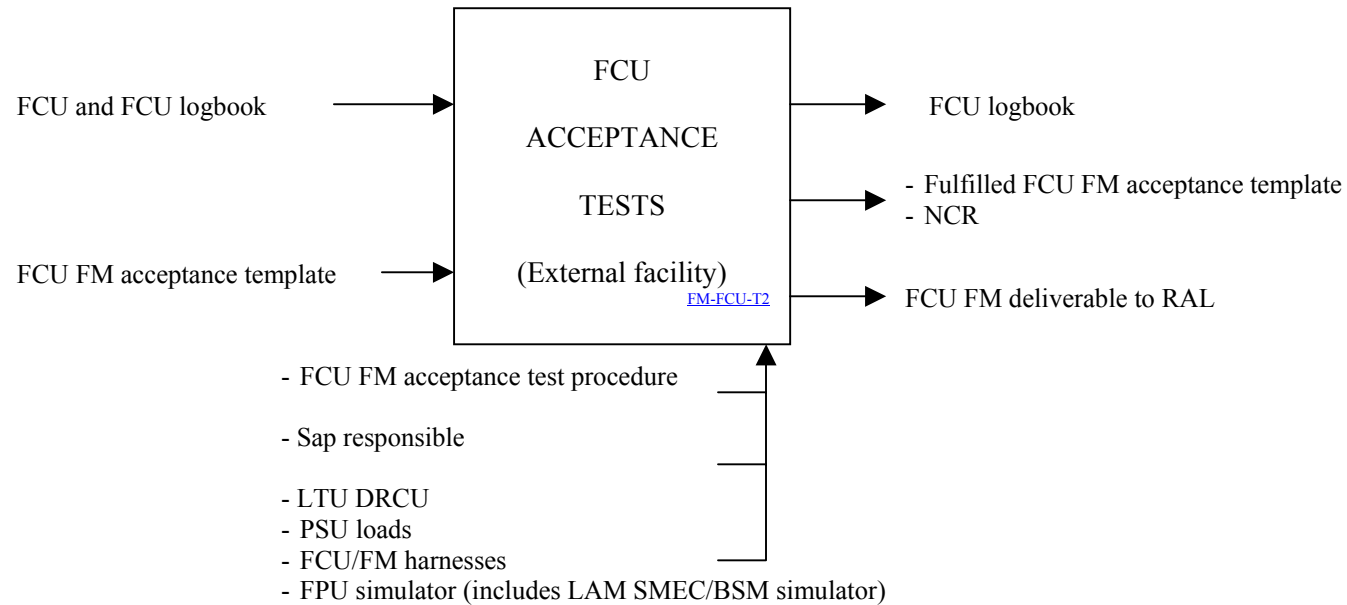 FCU and FCU logbook
FCU FM acceptance template
FCU
ACCEPTANCE
TESTS
(External facility)
FM-FCU-T2
FCU logbook
- Fulfilled FCU FM acceptance template
- NCR
FCU FM deliverable to RAL
- FCU FM acceptance test procedure
- Sap responsible
- LTU DRCU
- PSU loads
- FCU/FM harnesses
- FPU simulator (includes LAM SMEC/BSM simulator)